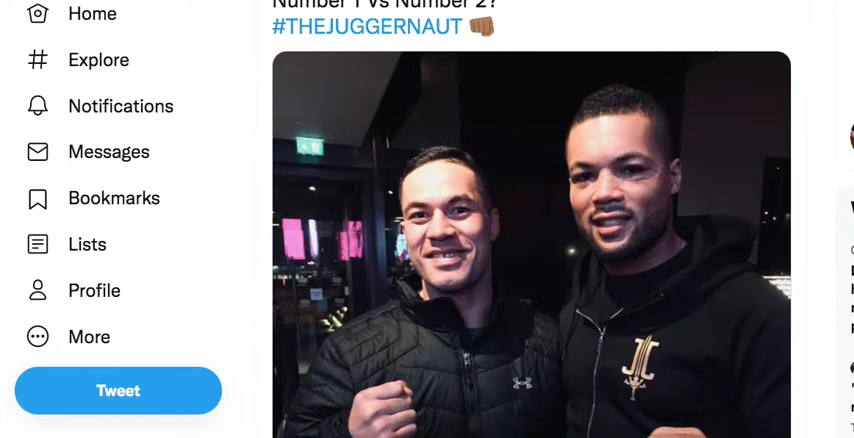 Home
Explore
Notifications
Messages
Bookmarks
Lists
Profile
More
Tweet
Number 1 vs Number 2?
#THEJUGGERNAUT